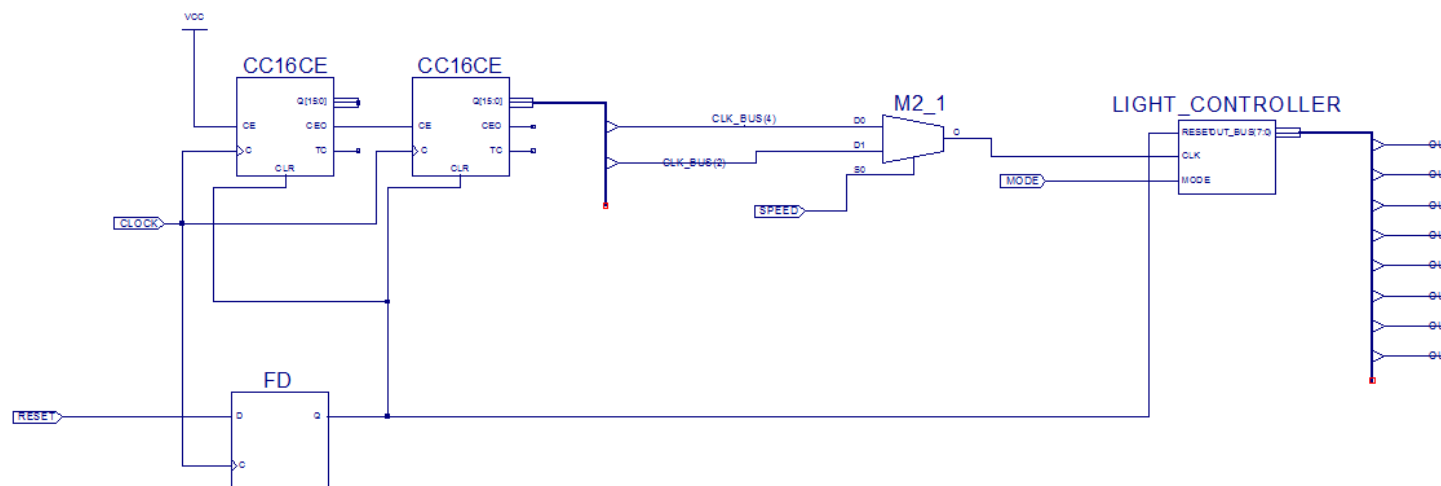 VCC
CC16CE
Q[15:0]
CE
CEO
C
TC
CLR
CC16CE
Q[15:0]
CE
CEO
C
TC
CLR
CLK_BUS(4)
CLK_BUS(2)
M2_1
D0
D1
S0
O
SPEED
LIGHT_CONTROLLER
RESET
OUT_BUS(7:0)
CLK
MODE
MODE
CLOCK
FD
RESET
D
Q
C